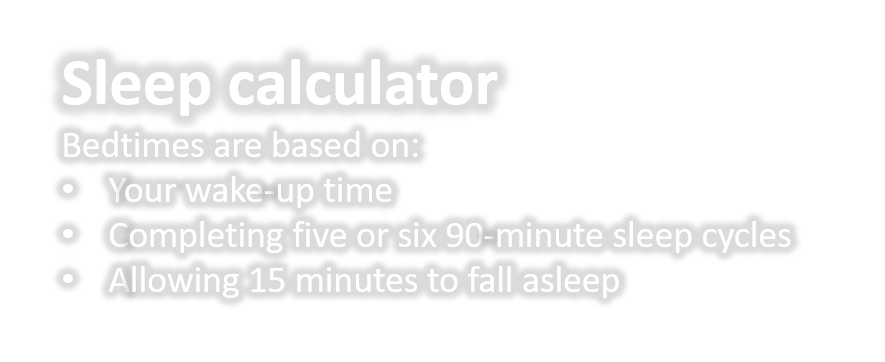 Sleep calculator
Bedtimes are based on:
• Your wake-up time
• Completing five or six 90-minute sleep cycles
• Allowing 15 minutes to fall asleep